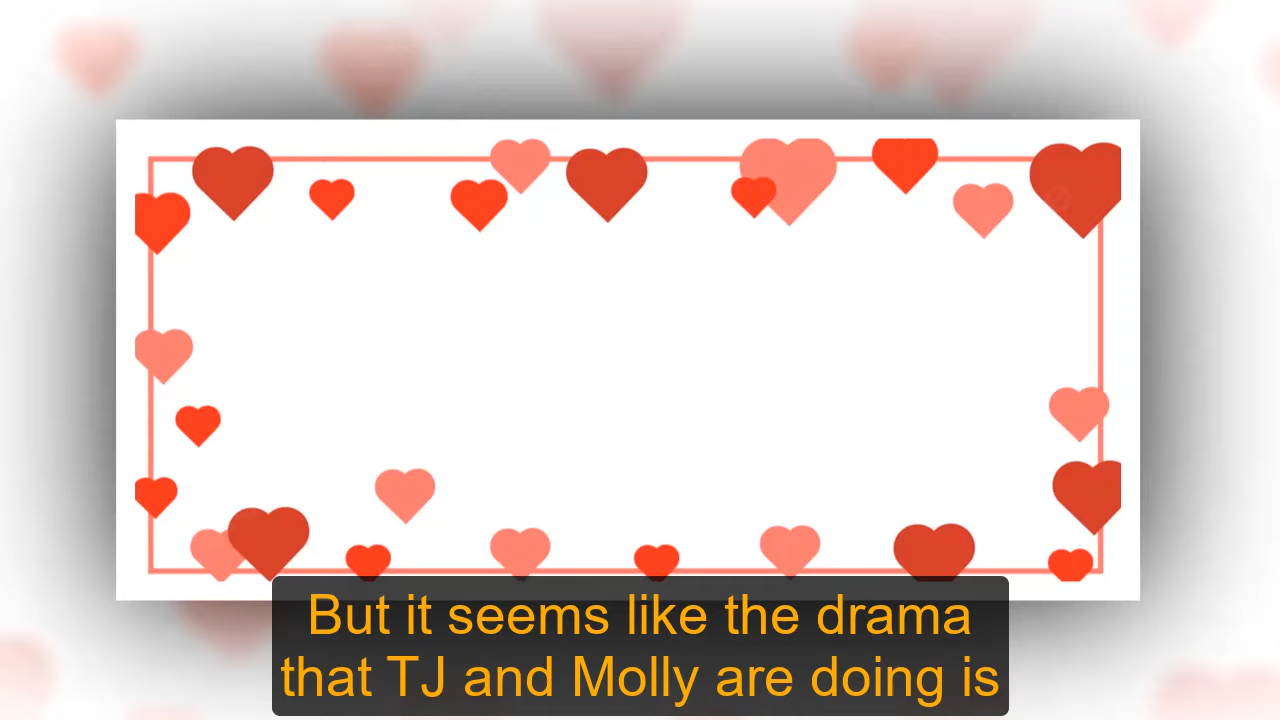 But it seems like the drama
that TJ and Molly are doing is